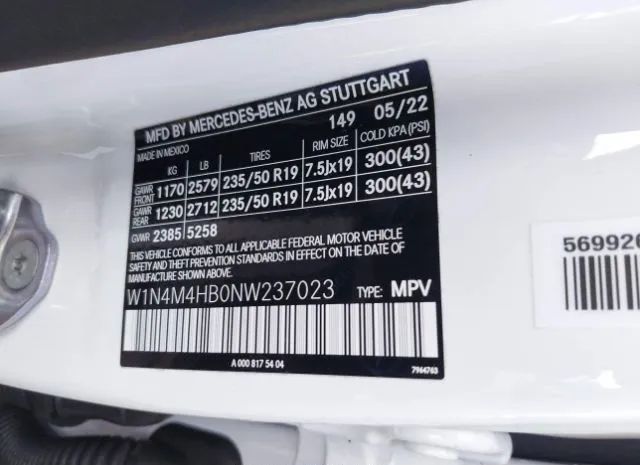 MFD BY MERCEDES-BENZ AG STUTTGART
MADE IN MEXICO 149 05/22
KG LB TIRES RIM SIZE COLD KPA (PSI)
GAWR FRONT 1170 2579 235/50 R19 7.5Jx19 300(43)
GAWR REAR 1230 2712 235/50 R19 7.5Jx19 300(43)
GVWR 2385 5258
THIS VEHICLE CONFORMS TO ALL APPLICABLE FEDERAL MOTOR VEHICLE
SAFETY AND THEFT PREVENTION STANDARDS IN EFFECT ON THE DATE OF
MANUFACTURE SHOWN ABOVE.
W1N4M4HB0NW237023 TYPE: MPV
A 000 817 54 04
7964763